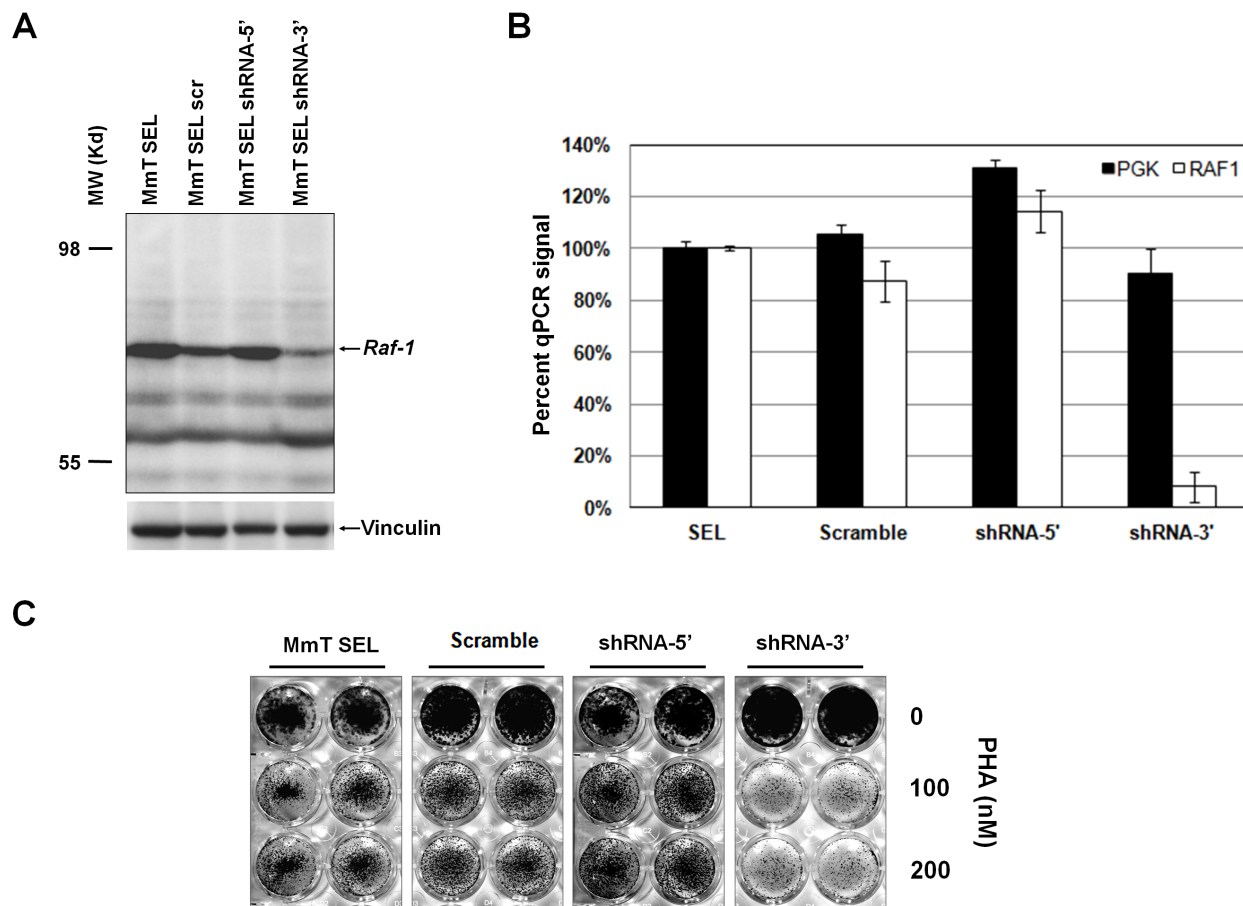 A
MW (Kd)
MmT SEL
MmT SEL scr
MmT SEL shRNA-5’
MmT SEL shRNA-3’
98
55
Raf-1
Vinculin
B
Percent qPCR signal
140%
120%
100%
80%
60%
40%
20%
0%
PGK RAF1
SEL Scramble shRNA-5' shRNA-3'
C
MmT SEL Scramble shRNA-5’ shRNA-3’
0
100
200
PHA (nM)